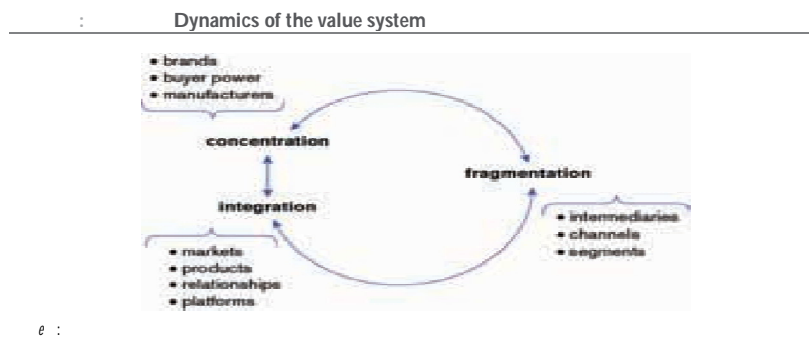 : Dynamics of the value system
• brands
• buyer power
• manufacturers
concentration
fragmentation
integration
• intermediaries
• channels
• segments
• markets
• products
• relationships
• platforms
e :